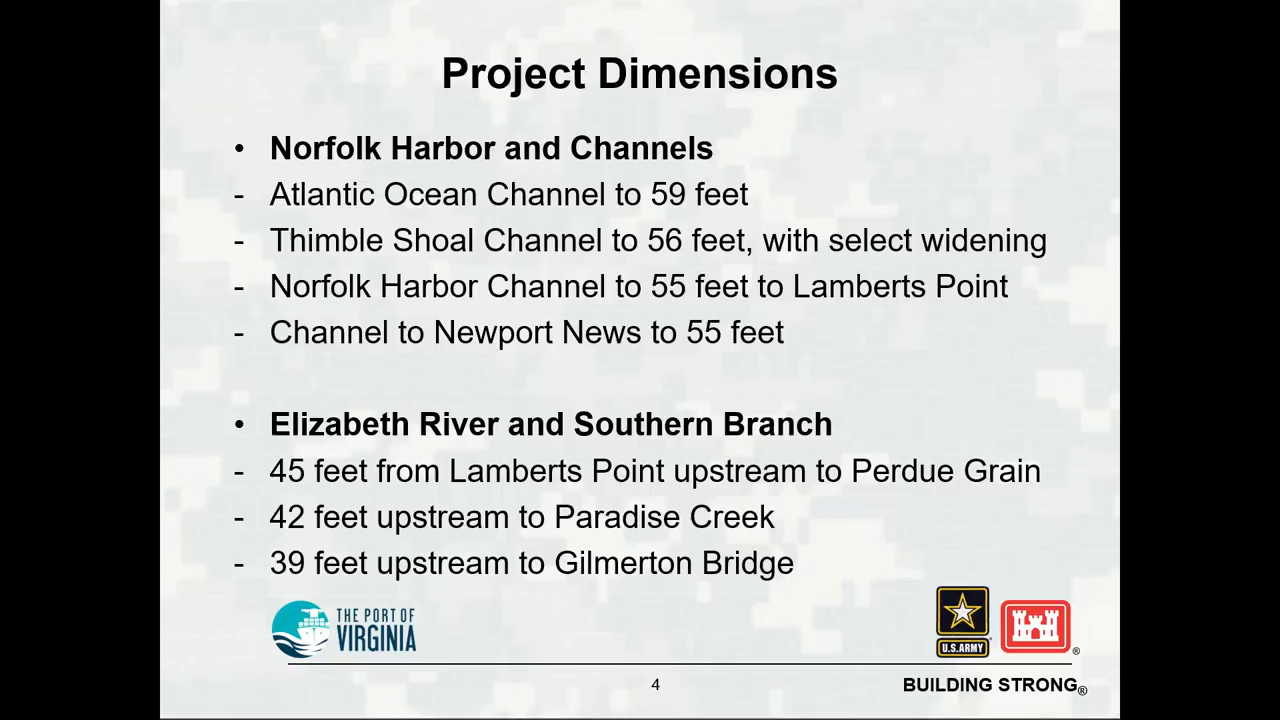 Project Dimensions
• Norfolk Harbor and Channels
- Atlantic Ocean Channel to 59 feet
- Thimble Shoal Channel to 56 feet, with select widening
- Norfolk Harbor Channel to 55 feet to Lamberts Point
- Channel to Newport News to 55 feet
• Elizabeth River and Southern Branch
- 45 feet from Lamberts Point upstream to Perdue Grain
- 42 feet upstream to Paradise Creek
- 39 feet upstream to Gilmerton Bridge
THE PORT OF
VIRGINIA
U.S.ARMY
®
4
BUILDING STRONG®